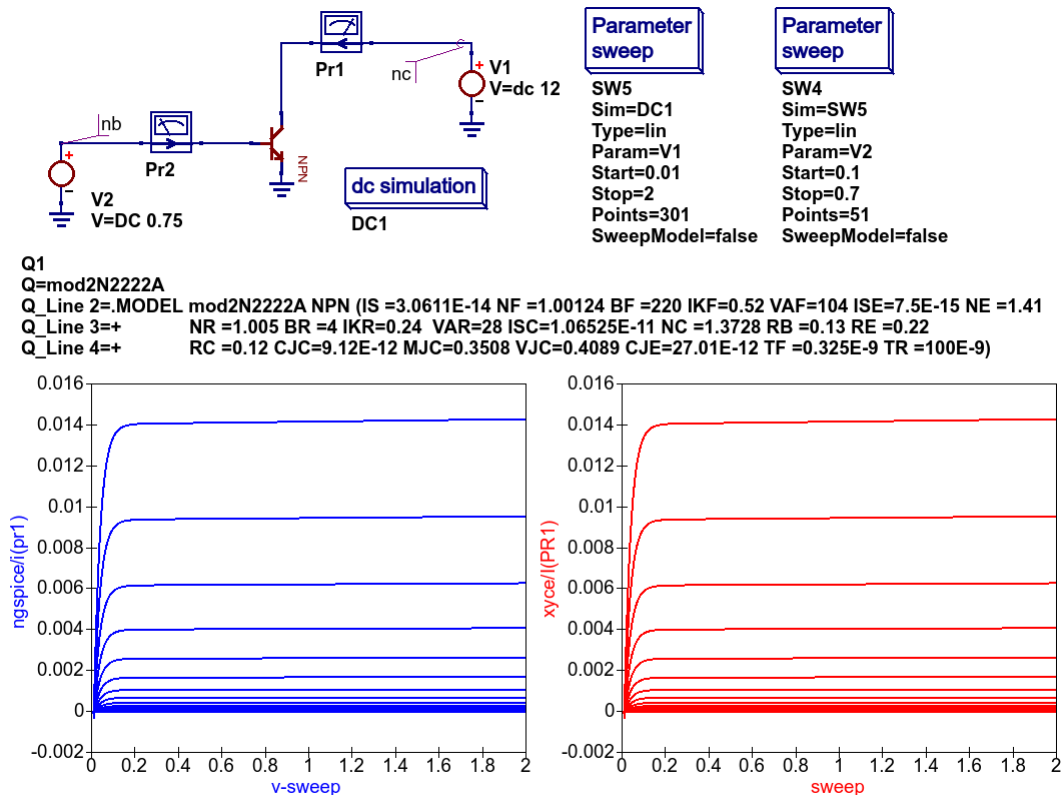 Pr1
nc
+
V1
V=dc 12
-
nb
Pr2
NPN
+
-
V2
V=DC 0.75
dc simulation
DC1
Parameter
sweep
SW5
Sim=DC1
Type=lin
Param=V1
Start=0.01
Stop=2
Points=301
SweepModel=false
Parameter
sweep
SW4
Sim=SW5
Type=lin
Param=V2
Start=0.1
Stop=0.7
Points=51
SweepModel=false
Q1
Q=mod2N2222A
Q_Line 2=.MODEL mod2N2222A NPN (IS =3.0611E-14 NF =1.00124 BF =220 IKF=0.52 VAF=104 ISE=7.5E-15 NE =1.41
Q_Line 3=+ NR =1.005 BR =4 IKR=0.24 VAR=28 ISC=1.06525E-11 NC =1.3728 RB =0.13 RE =0.22
Q_Line 4=+ RC =0.12 CJC=9.12E-12 MJC=0.3508 VJC=0.4089 CJE=27.01E-12 TF =0.325E-9 TR =100E-9)
ngspice/i(pr1)
0.016
0.014
0.012
0.01
0.008
0.006
0.004
0.002
0
-0.002
0 0.2 0.4 0.6 0.8 1 1.2 1.4 1.6 1.8 2
v-sweep
xyce/I(PR1)
0.016
0.014
0.012
0.01
0.008
0.006
0.004
0.002
0
-0.002
0 0.2 0.4 0.6 0.8 1 1.2 1.4 1.6 1.8 2
sweep